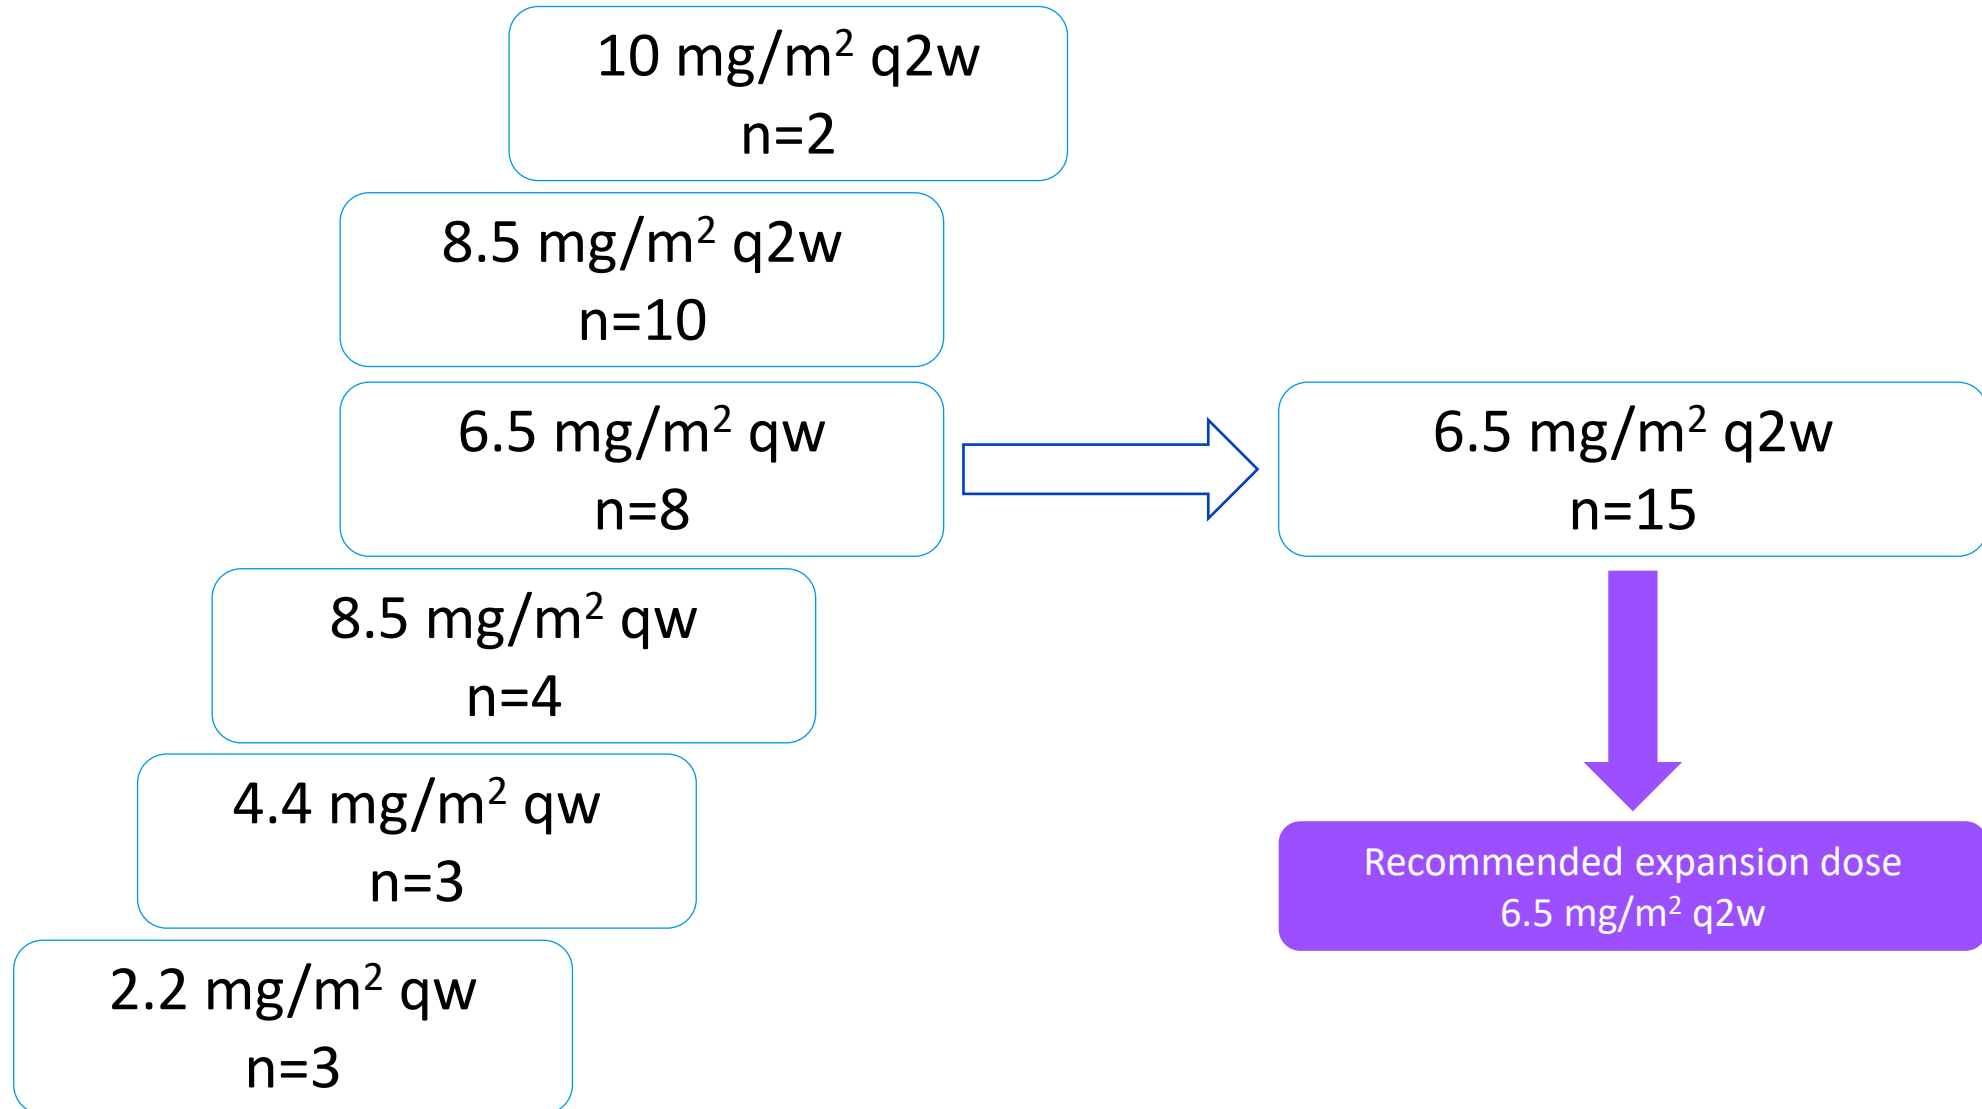 10 mg/m² q2w
n=2
8.5 mg/m² q2w
n=10
6.5 mg/m² qw
n=8
6.5 mg/m² q2w
n=15
8.5 mg/m² qw
n=4
4.4 mg/m² qw
n=3
Recommended expansion dose
6.5 mg/m² q2w
2.2 mg/m² qw
n=3